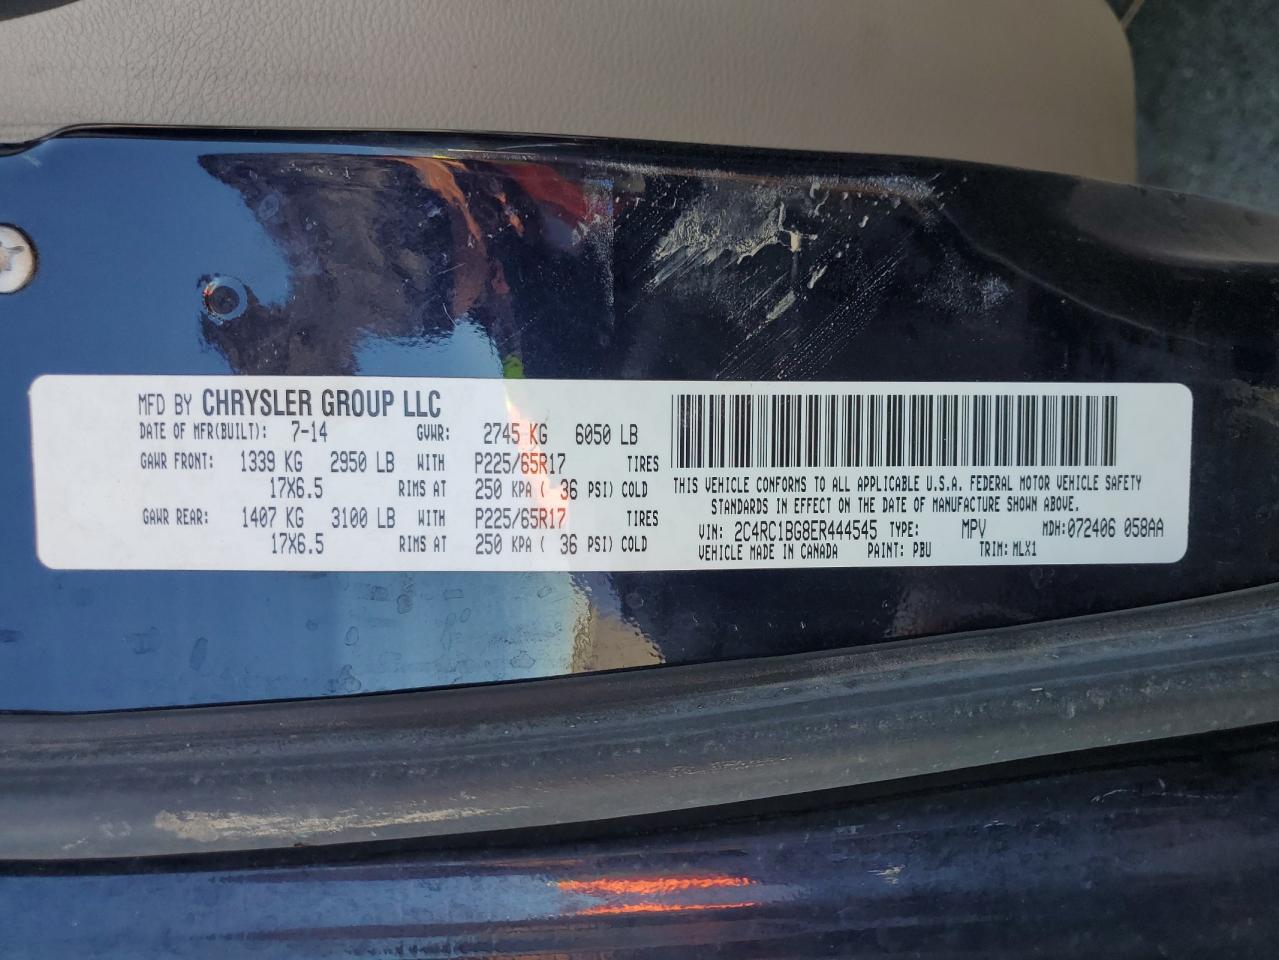 MFD BY CHRYSLER GROUP LLC
DATE OF MFR(BUILT): 7-14 GVWR: 2745 KG 6050 LB
GAWR FRONT: 1339 KG 2950 LB WITH P225/65R17 TIRES
17X6.5 RIMS AT 250 KPA ( 36 PSI) COLD
GAWR REAR: 1407 KG 3100 LB WITH P225/65R17 TIRES
17X6.5 RIMS AT 250 KPA ( 36 PSI) COLD
THIS VEHICLE CONFORMS TO ALL APPLICABLE U.S.A. FEDERAL MOTOR VEHICLE SAFETY
STANDARDS IN EFFECT ON THE DATE OF MANUFACTURE SHOWN ABOVE.
VIN: 2C4RC1BG8ER444545 TYPE: MPV MDH:072406 058AA
VEHICLE MADE IN CANADA PAINT: PBU TRIM: MLX1